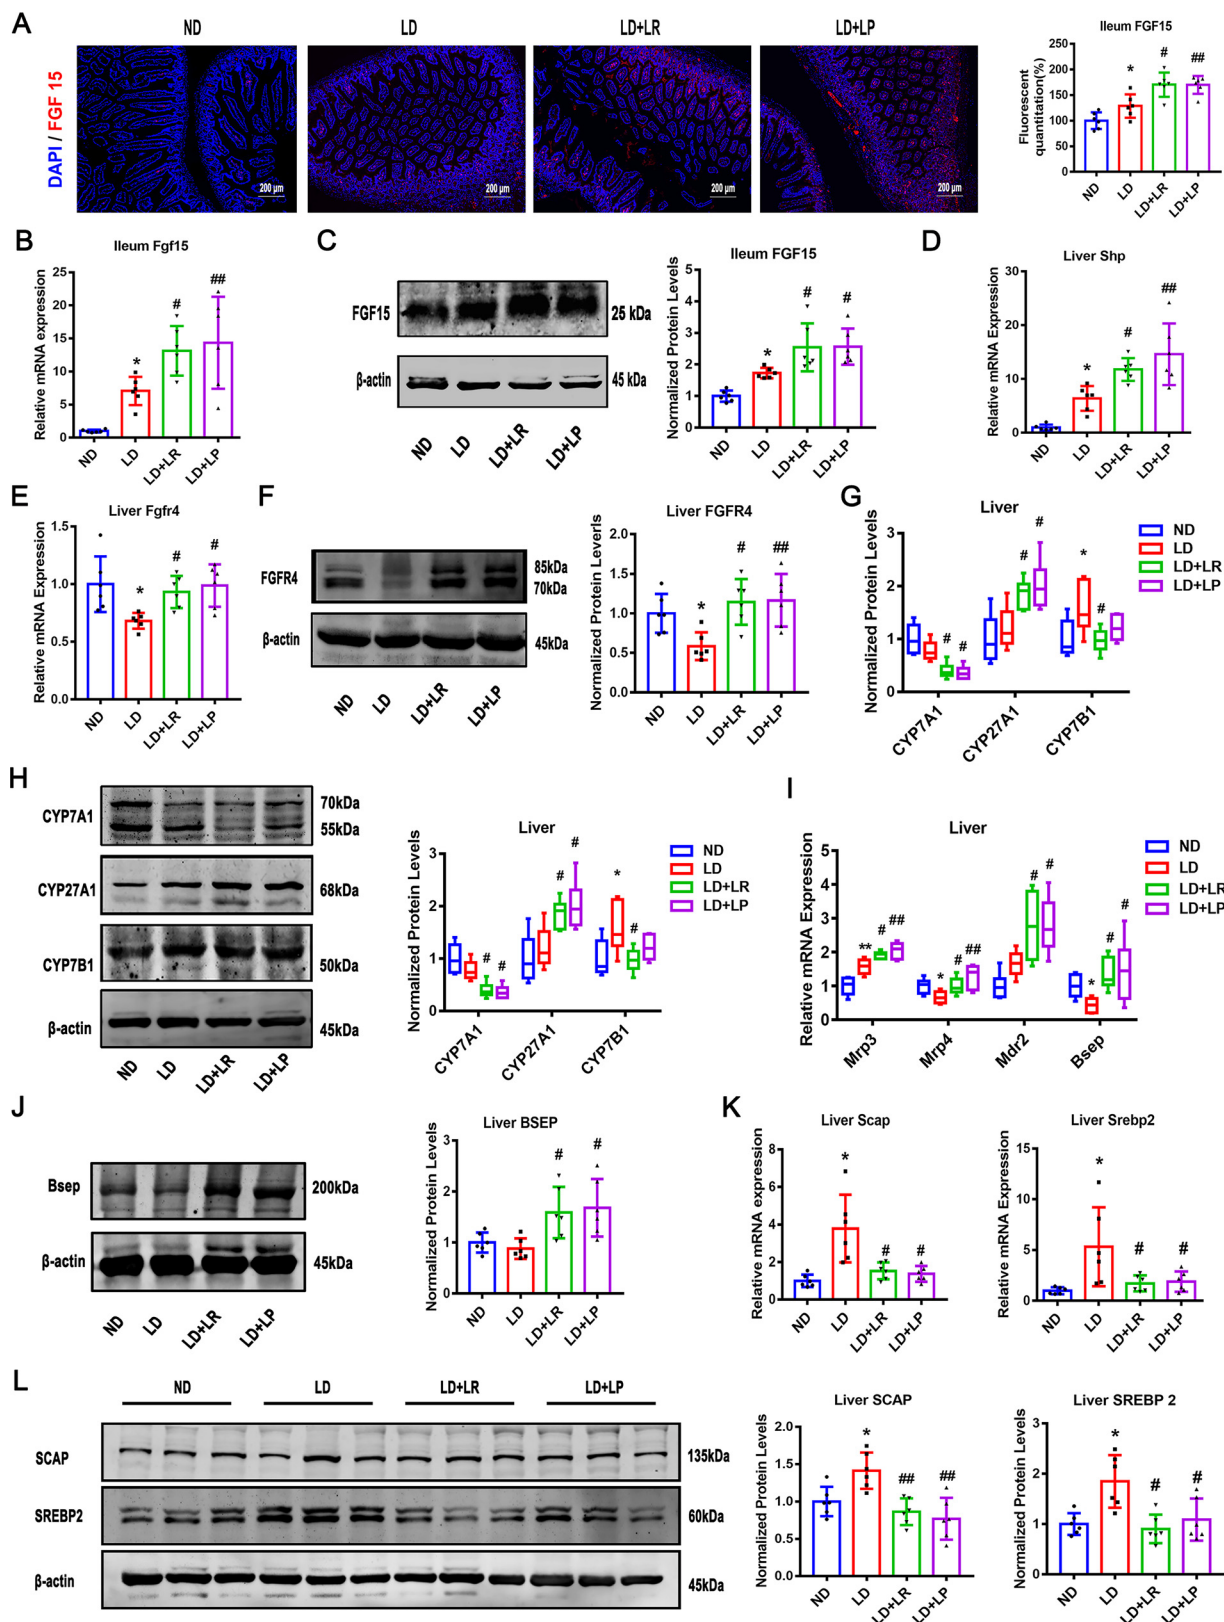 A
ND
LD
LD+LR
LD+LP
DAPI / FGF 15
200 μm
200 μm
200 μm
200 μm
Ileum FGF15
Fluorescent
quantitation(%)
250
200
150
100
50
0
*
#
##
ND
LD
LD+LR
LD+LP
B
Ileum Fgf15
Relative mRNA expression
25
20
15
10
5
0
*
#
##
ND
LD
LD+LR
LD+LP
C
FGF15
25 kDa
β-actin
45 kDa
ND
LD
LD+LR
LD+LP
Ileum FGF15
Normalized Protein Levels
5
4
3
2
1
0
*
#
#
ND
LD
LD+LR
LD+LP
D
Liver Shp
Relative mRNA Expression
30
20
10
0
*
#
##
ND
LD
LD+LR
LD+LP
E
Liver Fgfr4
Relative mRNA Expression
1.5
1.0
0.5
0.0
*
#
#
ND
LD
LD+LR
LD+LP
F
FGFR4
85kDa
70kDa
β-actin
45kDa
ND
LD
LD+LR
LD+LP
Liver FGFR4
Normalized Protein Leverls
2.0
1.5
1.0
0.5
0.0
*
#
##
ND
LD
LD+LR
LD+LP
G
Liver
Normalized Protein Levels
3
2
1
0
#
#
#
#
*
#
CYP7A1
CYP27A1
CYP7B1
ND
LD
LD+LR
LD+LP
H
CYP7A1
70kDa
55kDa
CYP27A1
68kDa
CYP7B1
50kDa
β-actin
45kDa
ND
LD
LD+LR
LD+LP
Liver
Normalized Protein Levels
3
2
1
0
#
#
#
#
*
#
CYP7A1
CYP27A1
CYP7B1
ND
LD
LD+LR
LD+LP
I
Liver
Relative mRNA Expression
5
4
3
2
1
0
**
#
##
*
#
##
#
#
*
#
#
Mrp3
Mrp4
Mdr2
Bsep
ND
LD
LD+LR
LD+LP
J
Bsep
200kDa
β-actin
45kDa
ND
LD
LD+LR
LD+LP
Liver BSEP
Normalized Protein Levels
3
2
1
0
#
#
ND
LD
LD+LR
LD+LP
K
Liver Scap
Relative mRNA expression
8
6
4
2
0
*
#
#
ND
LD
LD+LR
LD+LP
Liver Srebp2
Relative mRNA Expression
15
10
5
0
*
#
#
ND
LD
LD+LR
LD+LP
L
ND
LD
LD+LR
LD+LP
SCAP
135kDa
SREBP2
60kDa
β-actin
45kDa
Liver SCAP
Normalized Protein Levels
2.0
1.5
1.0
0.5
0.0
*
##
##
ND
LD
LD+LR
LD+LP
Liver SREBP 2
Normalized Protein Levels
3
2
1
0
*
#
#
ND
LD
LD+LR
LD+LP